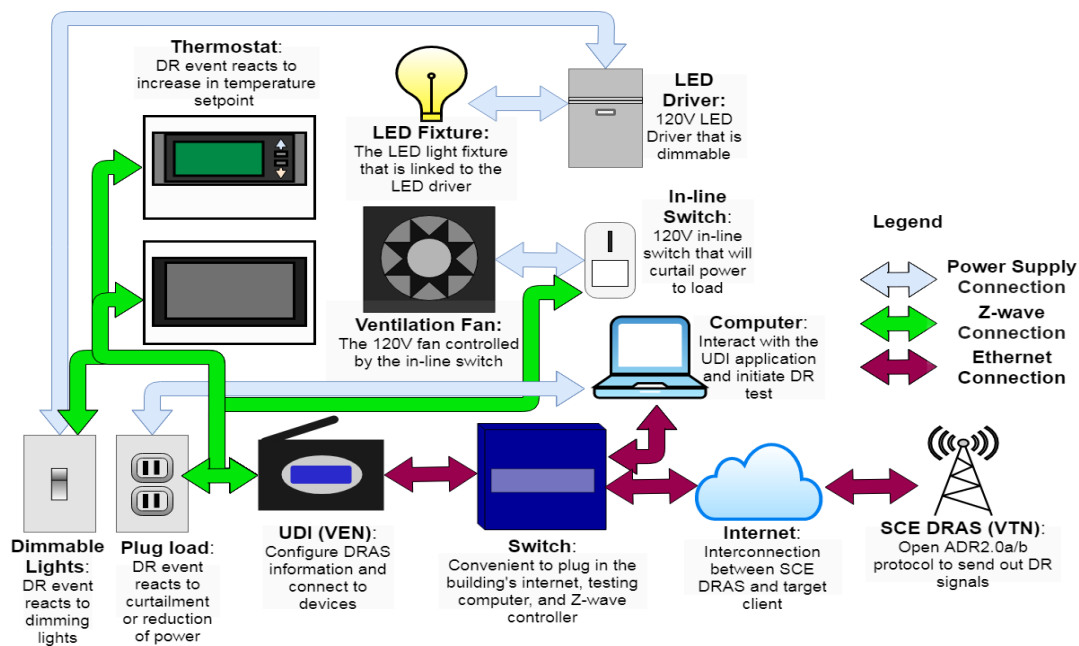 Thermostat:
DR event reacts to
increase in temperature
setpoint
LED Fixture:
The LED light fixture
that is linked to the
LED driver
LED
Driver:
120V LED
Driver that is
dimmable
In-line
Switch:
120V in-line
switch that will
curtail power
to load
Ventilation Fan:
The 120V fan controlled
by the in-line switch
Computer:
Interact with the
UDI application
and initiate DR
test
Legend
Power Supply
Connection
Z-wave
Connection
Ethernet
Connection
Dimmable
Lights:
DR event
reacts to
dimming
lights
Plug load:
DR event
reacts to
curtailment
or reduction
of power
UDI (VEN):
Configure DRAS
information and
connect to
devices
Switch:
Convenient to plug in the
building's internet, testing
computer, and Z-wave
controller
Internet:
Interconnection
between SCE
DRAS and target
client
SCE DRAS (VTN):
Open ADR2.0a/b
protocol to send out DR
signals